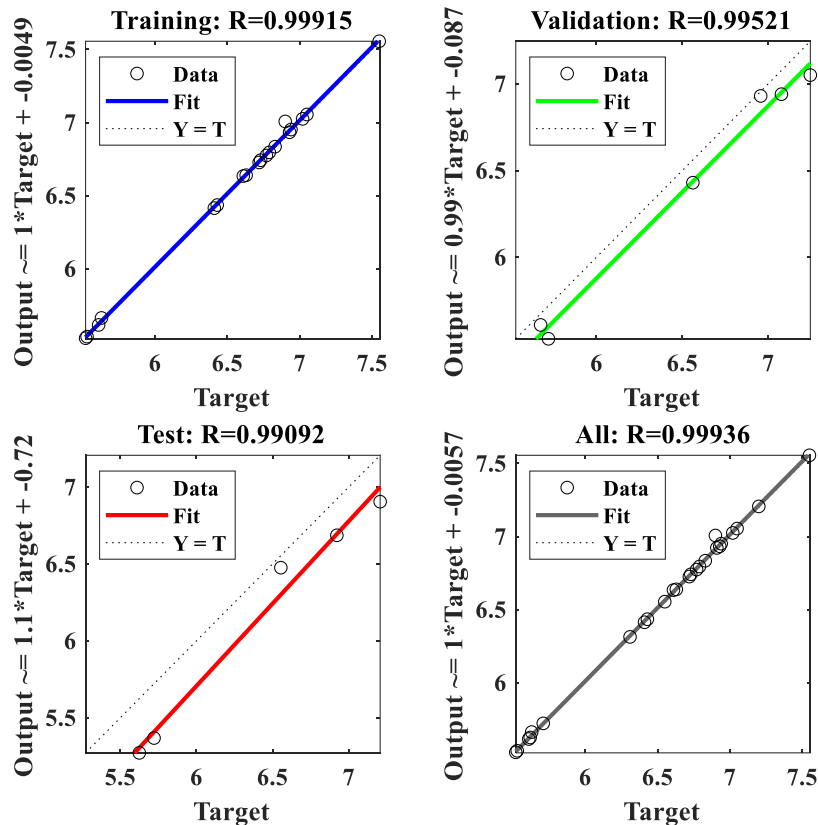 Training: R=0.99915
Output ~= 1*Target + -0.0049
7.5
7
6.5
6
Data
Fit
Y = T
6
6.5
7
7.5
Target
Validation: R=0.99521
Output ~= 0.99*Target + -0.087
7
6.5
6
Data
Fit
Y = T
6
6.5
7
Target
Test: R=0.99092
Output ~= 1.1*Target + -0.72
7
6.5
6
5.5
Data
Fit
Y = T
5.5
6
6.5
7
Target
All: R=0.99936
Output ~= 1*Target + -0.0057
7.5
7
6.5
6
Data
Fit
Y = T
6
6.5
7
7.5
Target